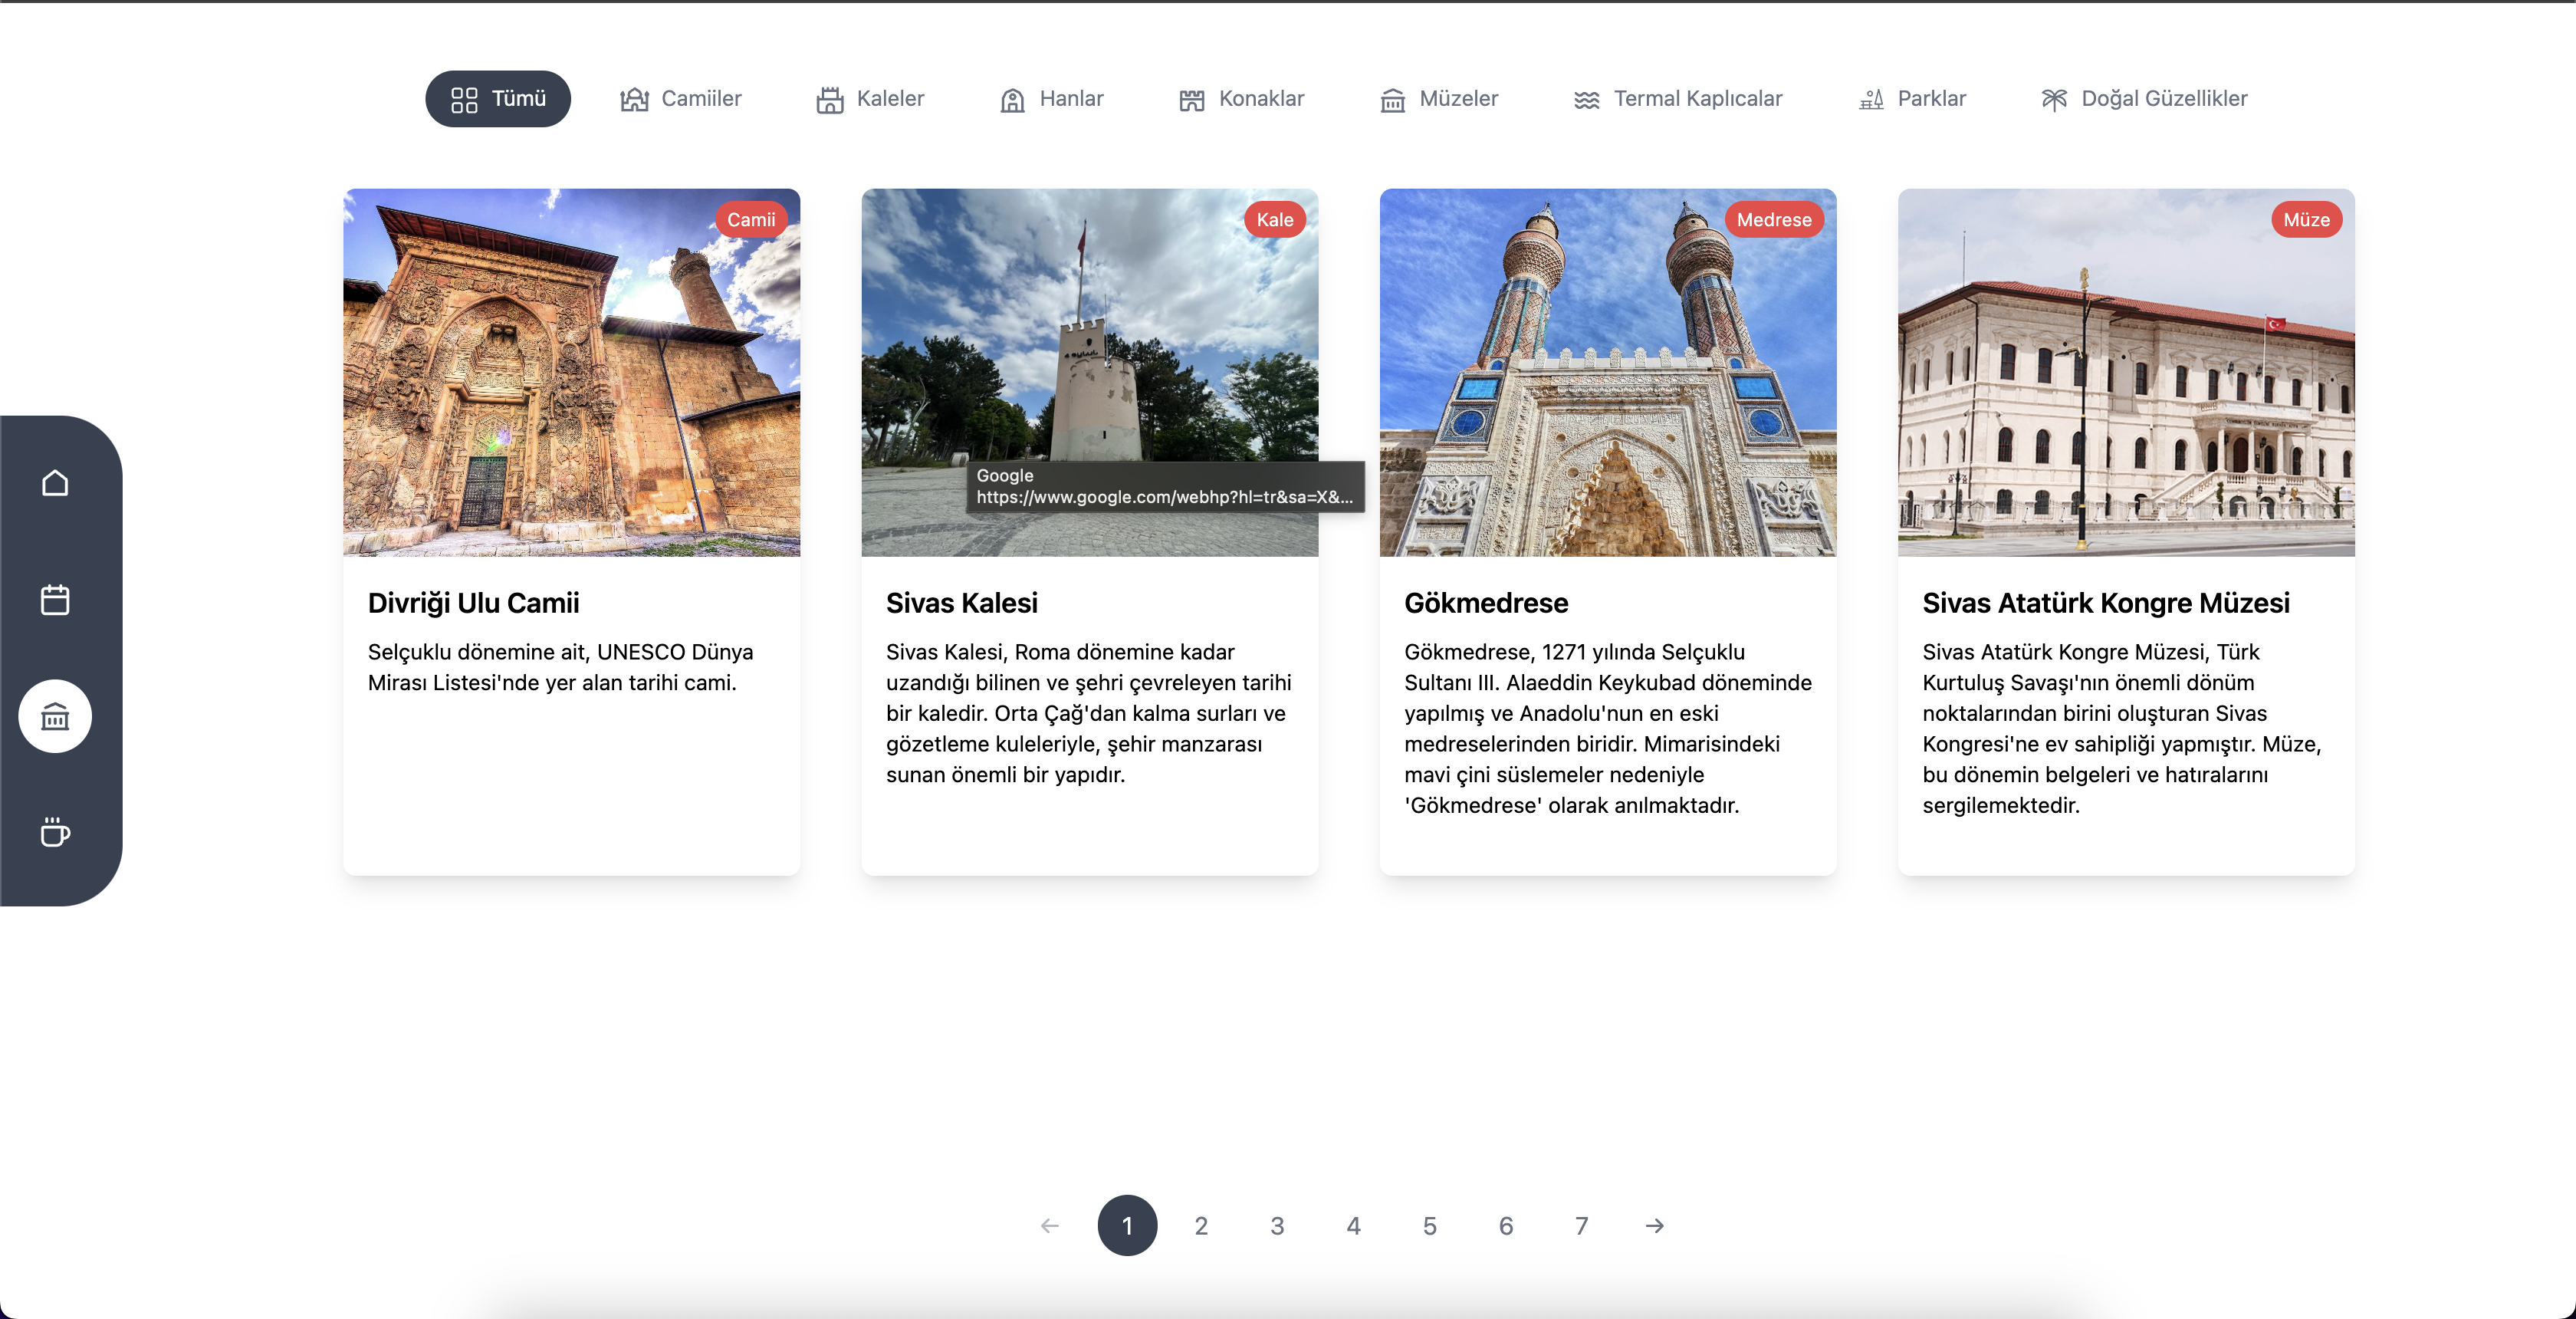 Tümü
Camiiler
Kaleler
Hanlar
Konaklar
Müzeler
Termal Kaplıcalar
Parklar
Doğal Güzellikler
Camii
Kale
Medrese
Müze
Google
https://www.google.com/webhp?hl=tr&sa=X&...
Divriği Ulu Camii
Selçuklu dönemine ait, UNESCO Dünya
Mirası Listesi'nde yer alan tarihi cami.
Sivas Kalesi
Sivas Kalesi, Roma dönemine kadar
uzandığı bilinen ve şehri çevreleyen tarihi
bir kaledir. Orta Çağ'dan kalma surları ve
gözetleme kuleleriyle, şehir manzarası
sunan önemli bir yapıdır.
Gökmedrese
Gökmedrese, 1271 yılında Selçuklu
Sultanı III. Alaeddin Keykubad döneminde
yapılmış ve Anadolu'nun en eski
medreselerinden biridir. Mimarisindeki
mavi çini süslemeler nedeniyle
'Gökmedrese' olarak anılmaktadır.
Sivas Atatürk Kongre Müzesi
Sivas Atatürk Kongre Müzesi, Türk
Kurtuluş Savaşı'nın önemli dönüm
noktalarından birini oluşturan Sivas
Kongresi'ne ev sahipliği yapmıştır. Müze,
bu dönemin belgeleri ve hatıralarını
sergilemektedir.
← 1 2 3 4 5 6 7 →